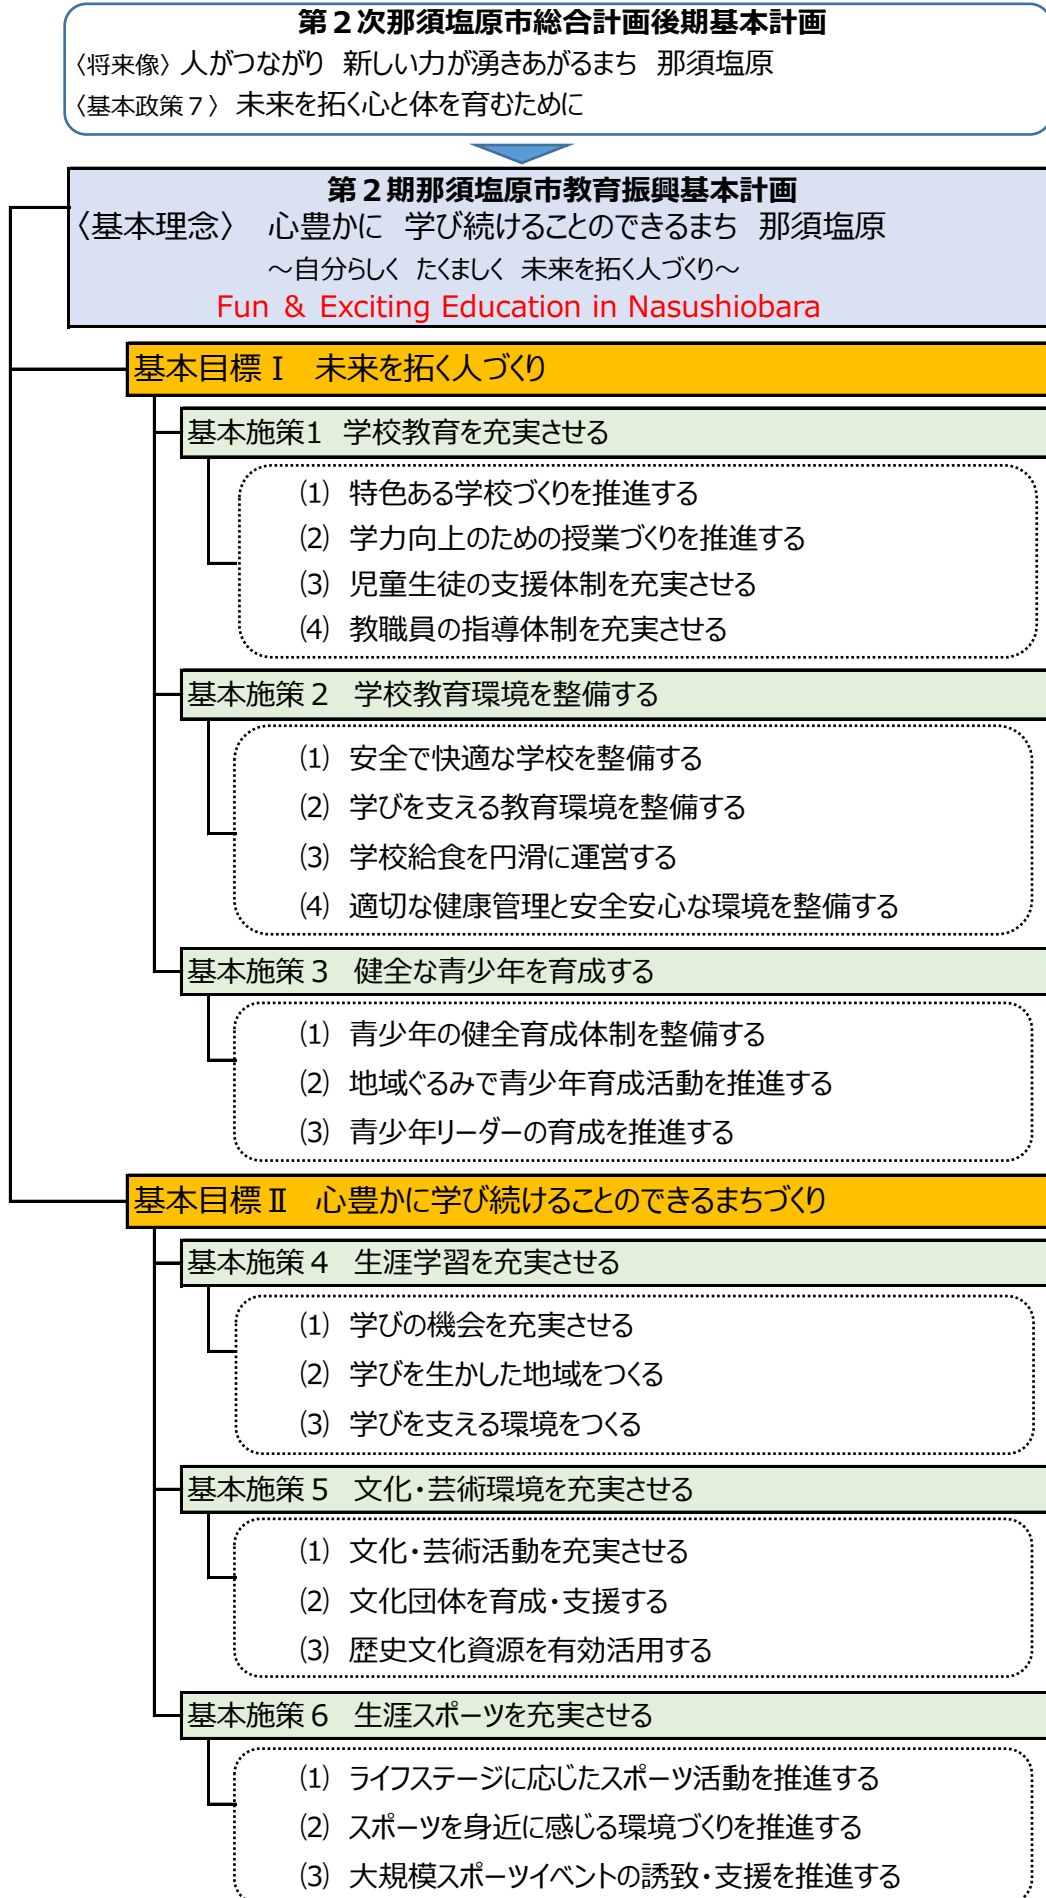 第２次那須塩原市総合計画後期基本計画
〈将来像〉 人がつながり 新しい力が湧きあがるまち 那須塩原
〈基本政策７〉 未来を拓く心と体を育むために
第２期那須塩原市教育振興基本計画
〈基本理念〉 心豊かに 学び続けることのできるまち 那須塩原
～自分らしく たくましく 未来を拓く人づくり～
Fun ＆ Exciting Education in Nasushiobara
基本目標Ⅰ 未来を拓く人づくり
基本施策1 学校教育を充実させる
⑴ 特色ある学校づくりを推進する
⑵ 学力向上のための授業づくりを推進する
⑶ 児童生徒の支援体制を充実させる
⑷ 教職員の指導体制を充実させる
基本施策２ 学校教育環境を整備する
⑴ 安全で快適な学校を整備する
⑵ 学びを支える教育環境を整備する
⑶ 学校給食を円滑に運営する
⑷ 適切な健康管理と安全安心な環境を整備する
基本施策３ 健全な青少年を育成する
⑴ 青少年の健全育成体制を整備する
⑵ 地域ぐるみで青少年育成活動を推進する
⑶ 青少年リーダーの育成を推進する
基本目標Ⅱ 心豊かに学び続けることのできるまちづくり
基本施策４ 生涯学習を充実させる
⑴ 学びの機会を充実させる
⑵ 学びを生かした地域をつくる
⑶ 学びを支える環境をつくる
基本施策５ 文化・芸術環境を充実させる
⑴ 文化・芸術活動を充実させる
⑵ 文化団体を育成・支援する
⑶ 歴史文化資源を有効活用する
基本施策６ 生涯スポーツを充実させる
⑴ ライフステージに応じたスポーツ活動を推進する
⑵ スポーツを身近に感じる環境づくりを推進する
⑶ 大規模スポーツイベントの誘致・支援を推進する